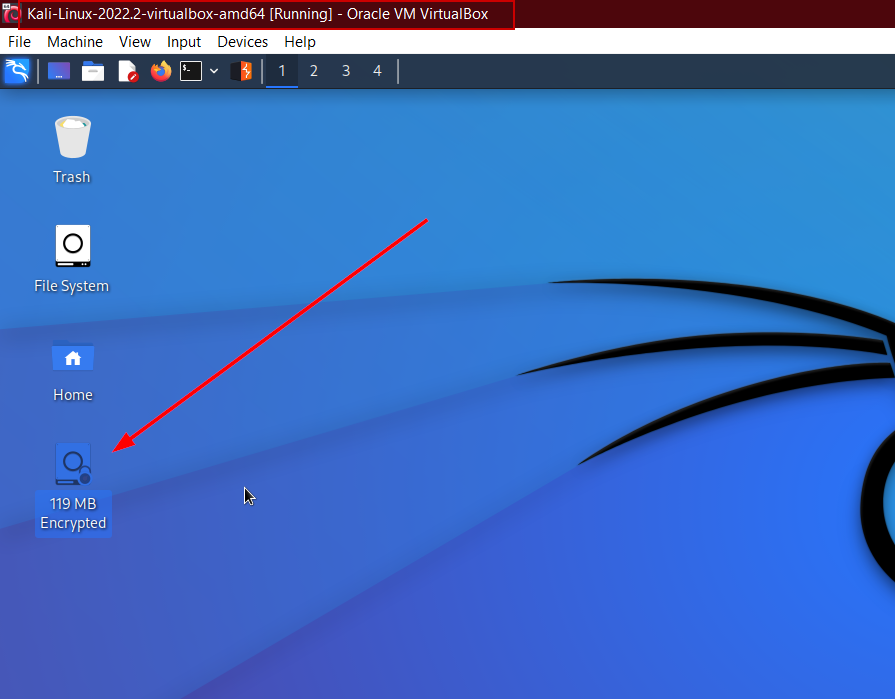 Kali-Linux-2022.2-virtualbox-amd64 [Running] - Oracle VM VirtualBox
File Machine View Input Devices Help
$_ 1 2 3 4
Trash
File System
Home
119 MB
Encrypted